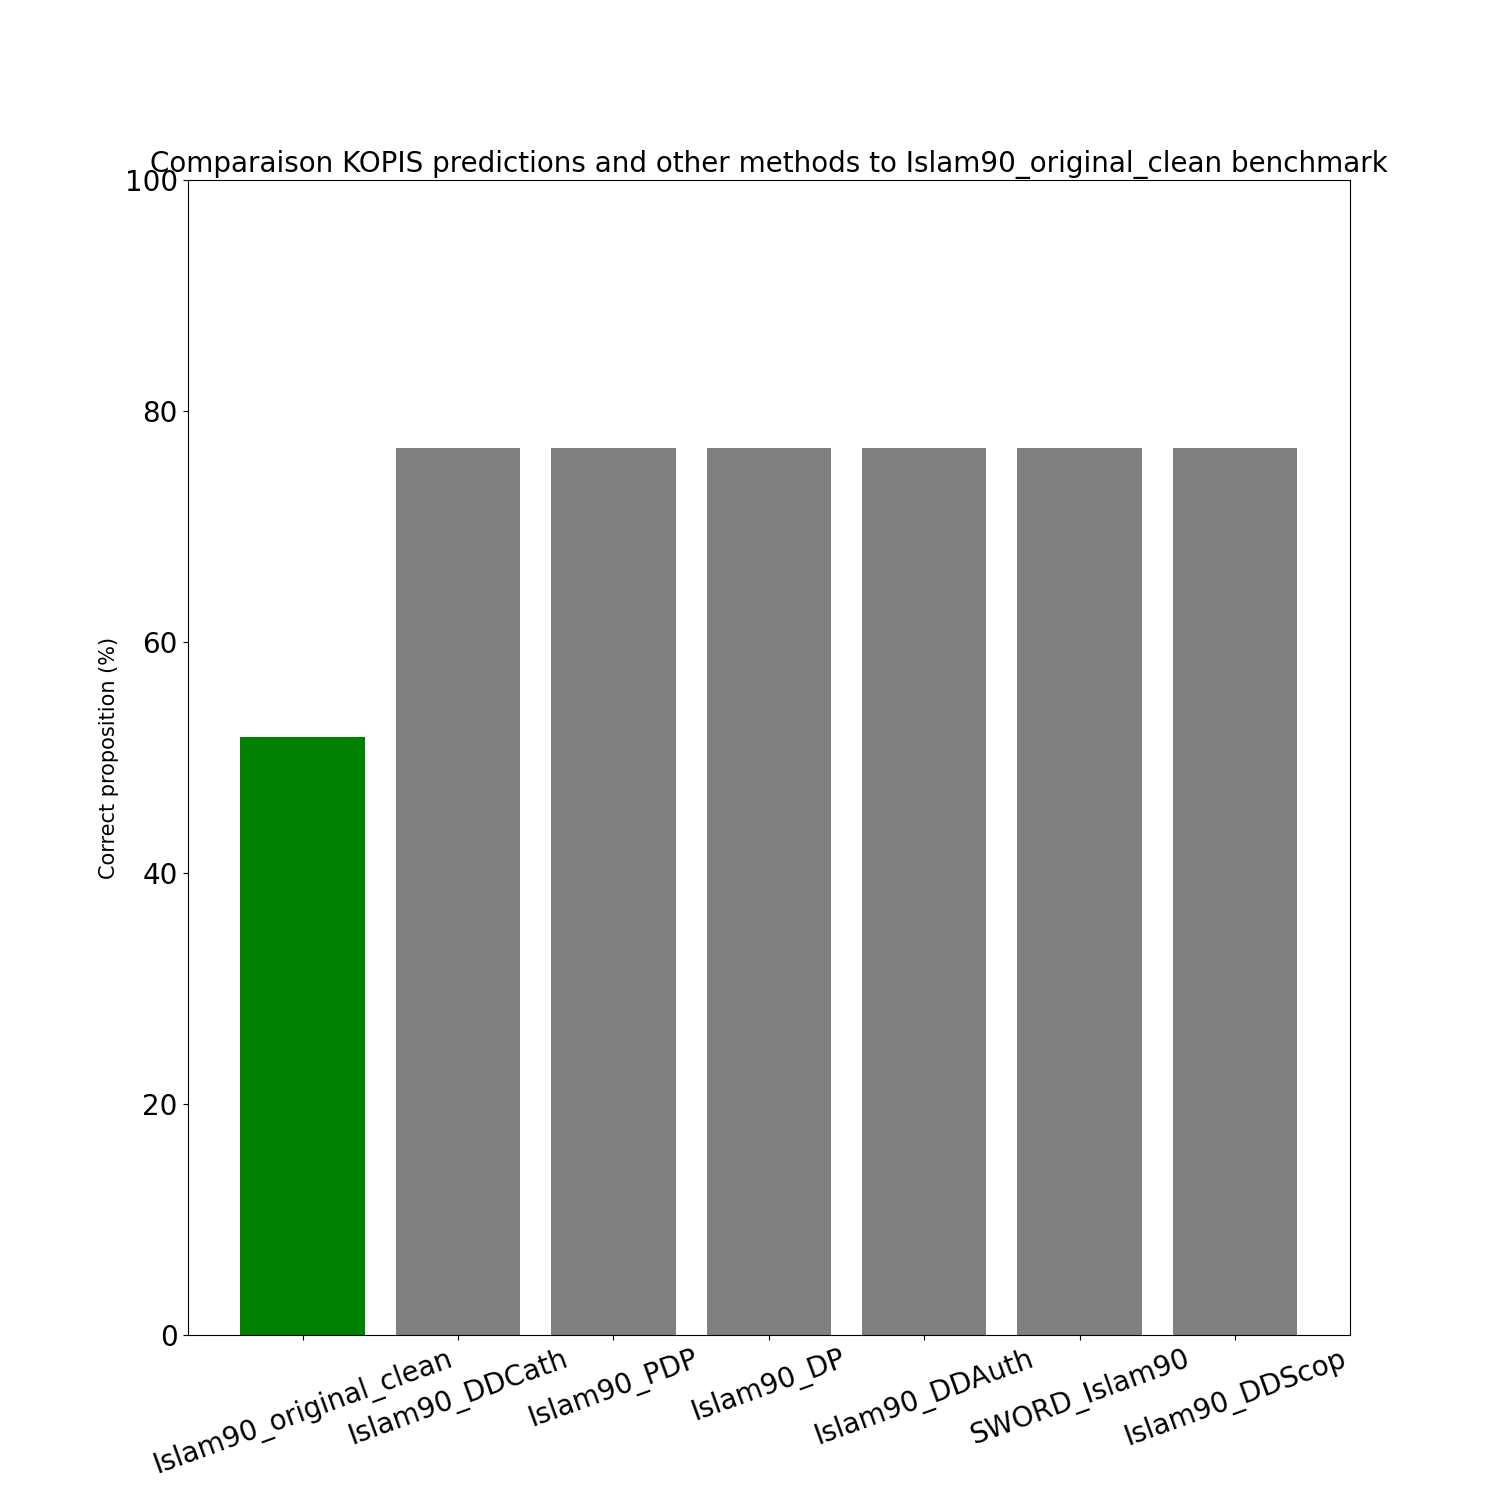 Comparaison KOPIS predictions and other methods to Islam90_original_clean benchmark
100
80
60
40
20
0
Correct proposition (%)
Islam90_original_clean
Islam90_DDCath
Islam90_PDP
Islam90_DP
Islam90_DDAuth
SWORD_Islam90
Islam90_DDScop